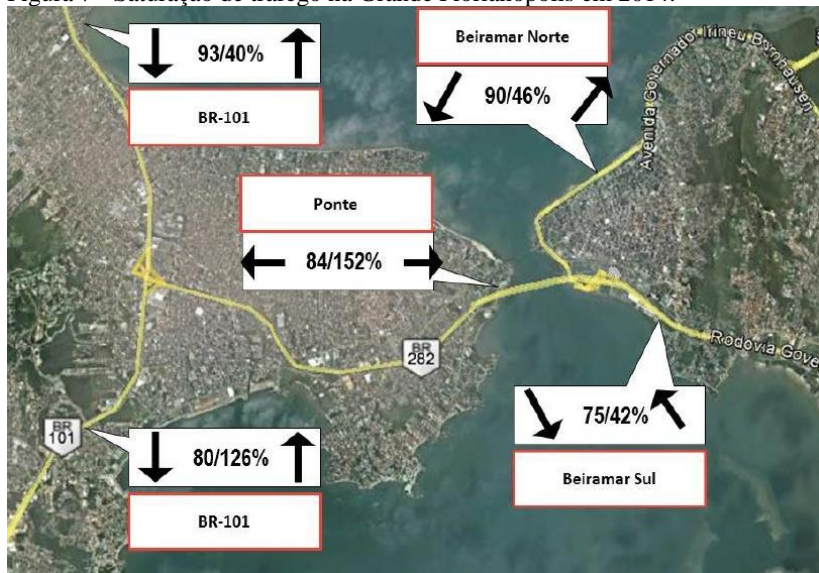 93/40%
BR-101
Beiramar Norte
90/46%
Avenida Governador Irineu Bornhausen
Ponte
84/152%
BR
282
Rodovia Gove
75/42%
Beiramar Sul
BR
101
80/126%
BR-101